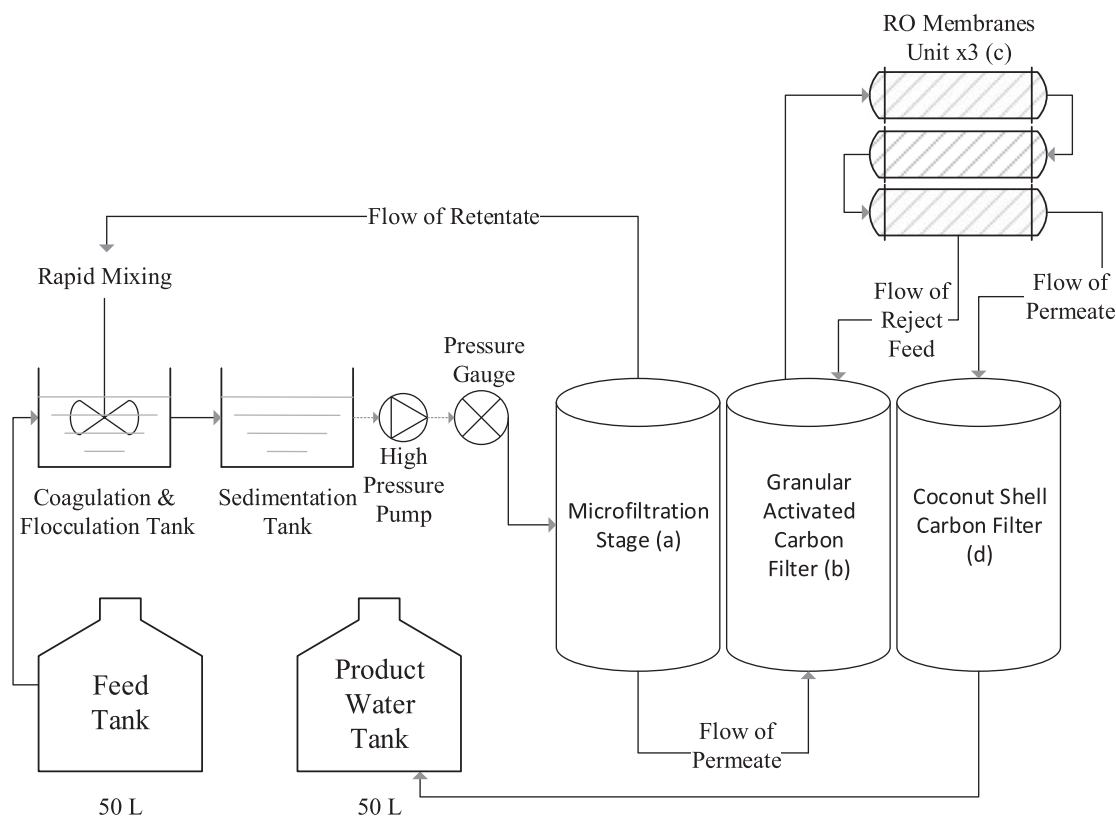 RO Membranes
Unit x3 (c)
Flow of Retentate
Rapid Mixing
Flow of
Reject
Feed
Flow of
Permeate
Pressure
Gauge
High
Pressure
Pump
Coagulation &
Flocculation Tank
Sedimentation
Tank
Microfiltration
Stage (a)
Granular
Activated
Carbon
Filter (b)
Coconut Shell
Carbon Filter
(d)
Feed
Tank
Product
Water
Tank
Flow of
Permeate
50 L
50 L